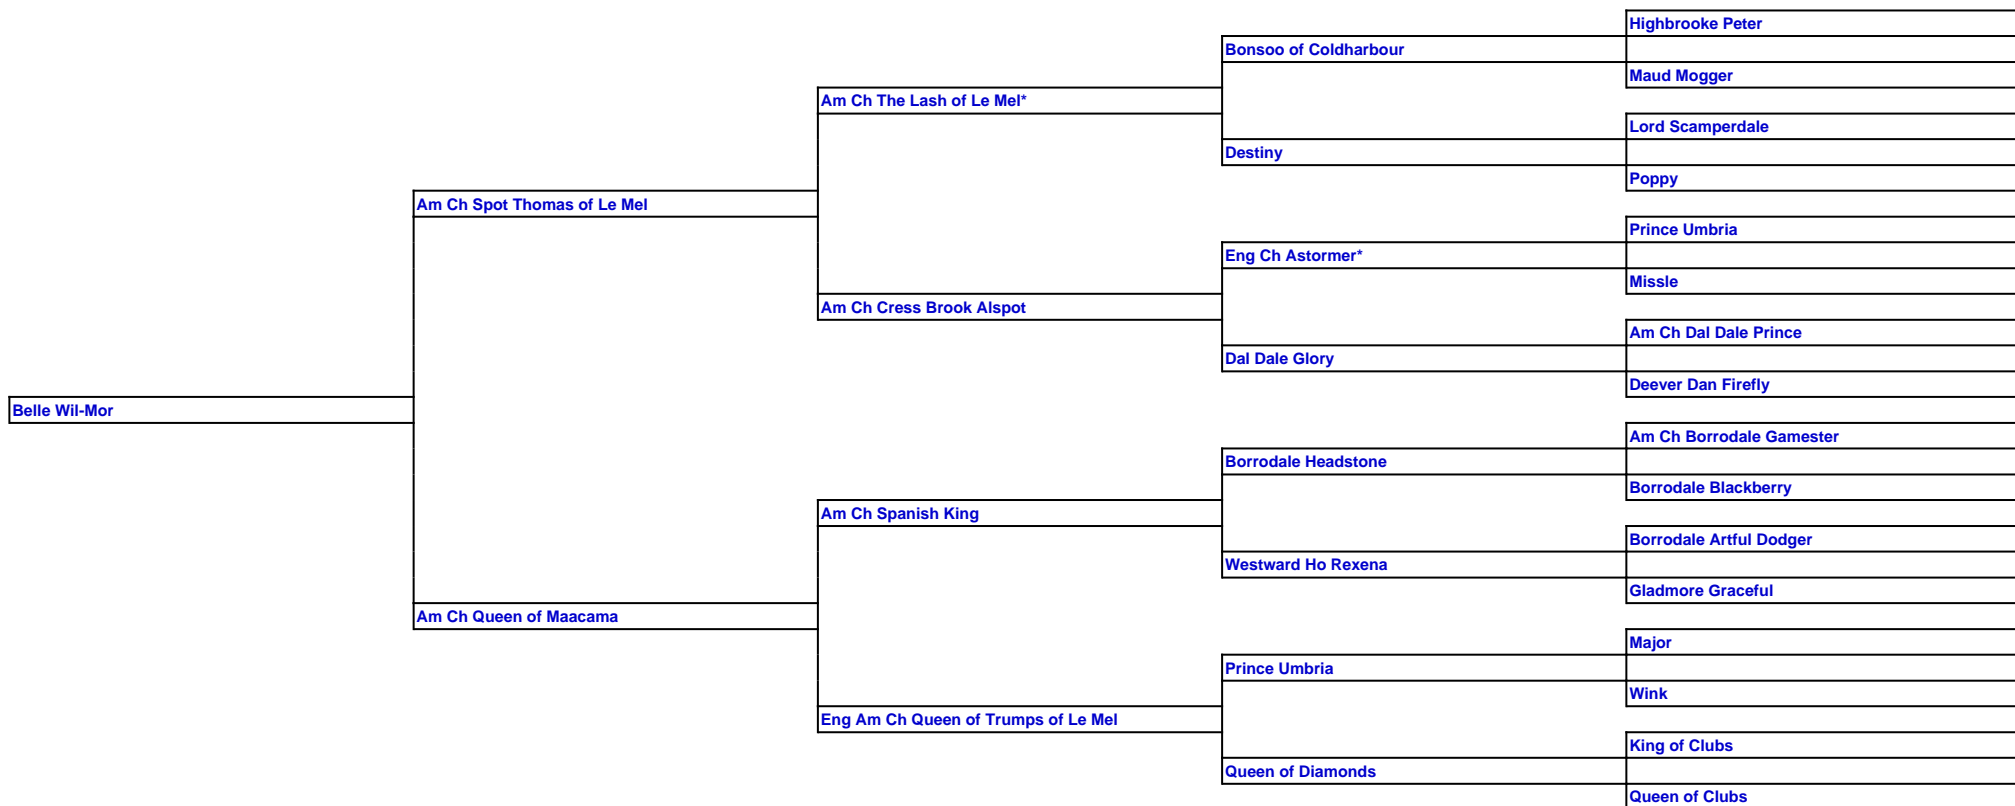 Highbrooke Peter
Bonsoo of Coldharbour
Maud Mogger
Am Ch The Lash of Le Mel*
Lord Scamperdale
Destiny
Poppy
Am Ch Spot Thomas of Le Mel
Prince Umbria
Eng Ch Astormer*
Missle
Am Ch Cress Brook Alspot
Am Ch Dal Dale Prince
Dal Dale Glory
Deever Dan Firefly
Belle Wil-Mor
Am Ch Borrodale Gamester
Borrodale Headstone
Borrodale Blackberry
Am Ch Spanish King
Borrodale Artful Dodger
Westward Ho Rexena
Gladmore Graceful
Am Ch Queen of Maacama
Major
Prince Umbria
Wink
Eng Am Ch Queen of Trumps of Le Mel
King of Clubs
Queen of Diamonds
Queen of Clubs